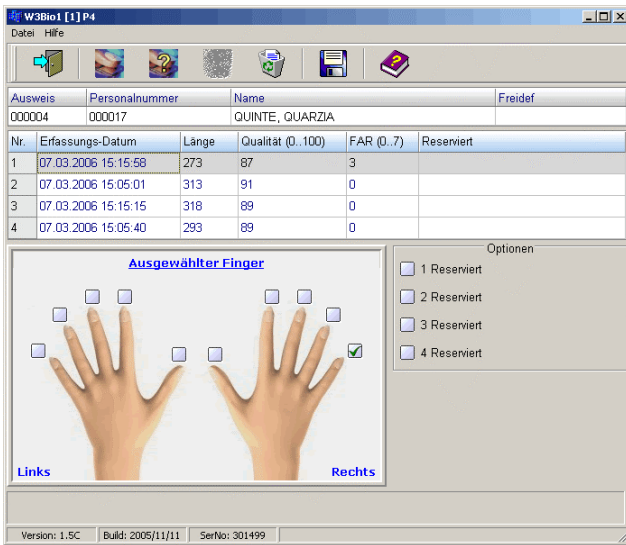 W3Bio1 [1] P4
Datei Hilfe
Ausweis Personalnummer Name Freidef
000004 000017 QUINTE, QUARZIA
Nr. Erfassungs-Datum Länge Qualität (0..100) FAR (0..7) Reserviert
1 07.03.2006 15:15:58 273 87 3
2 07.03.2006 15:05:01 313 91 0
3 07.03.2006 15:15:15 318 89 0
4 07.03.2006 15:05:40 293 89 0
Ausgewählter Finger
Links
Rechts
Optionen
1 Reserviert
2 Reserviert
3 Reserviert
4 Reserviert
Version: 1.5C Build: 2005/11/11 SerNo: 301499